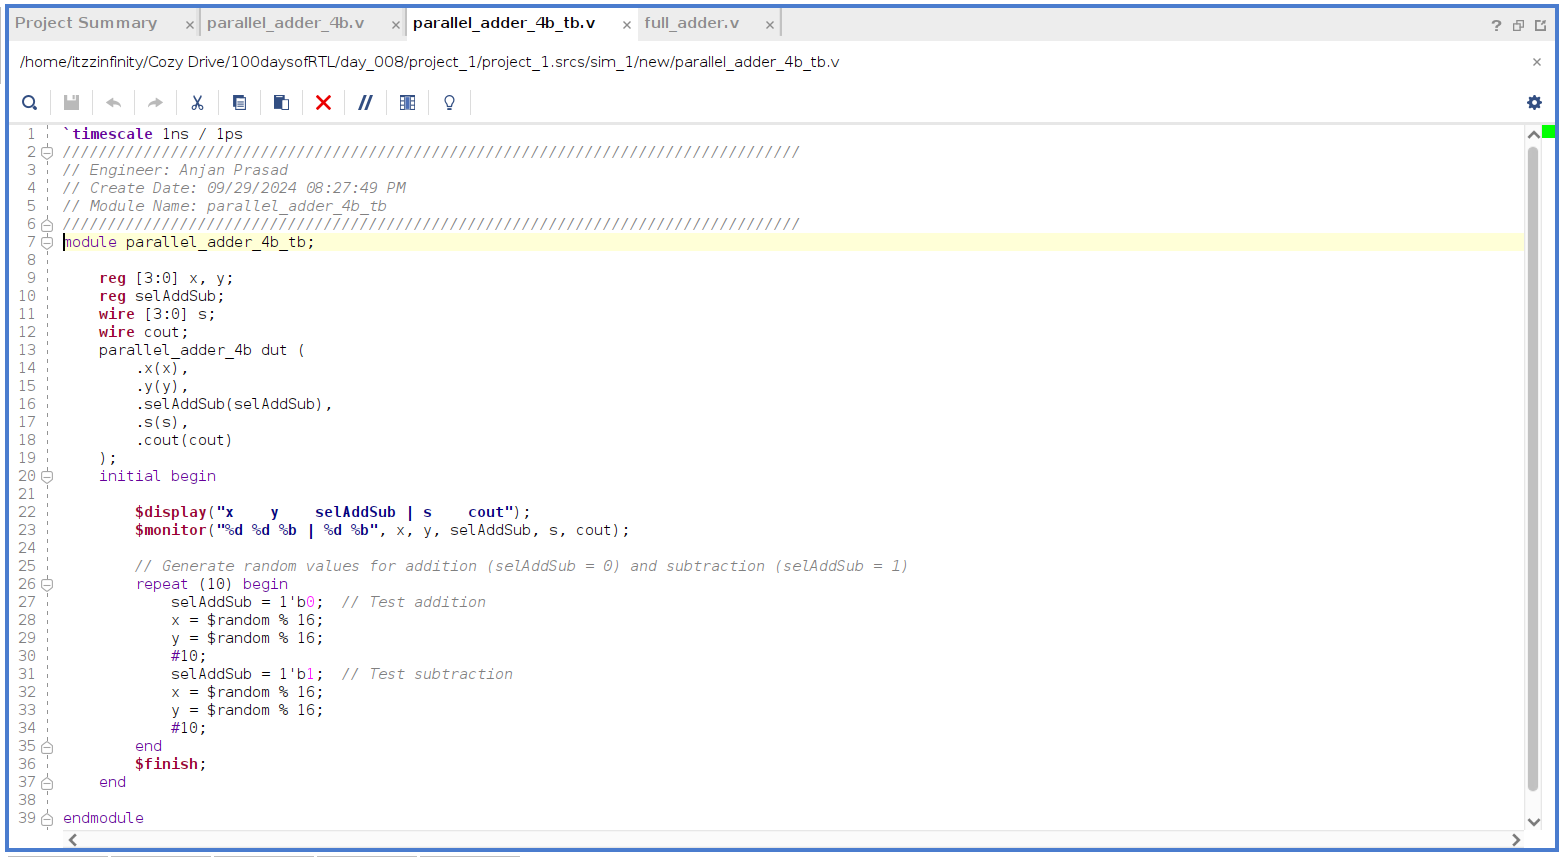 Project Summary × parallel_adder_4b.v × parallel_adder_4b_tb.v × full_adder.v × ?
/home/itzzinfinity/Cozy Drive/100daysofRTL/day_008/project_1/project_1.srcs/sim_1/new/parallel_adder_4b_tb.v ×
1 `timescale 1ns / 1ps
2 //////////////////////////////////////////////////////////////////////////////////
3 // Engineer: Anjan Prasad
4 // Create Date: 09/29/2024 08:27:49 PM
5 // Module Name: parallel_adder_4b_tb
6 //////////////////////////////////////////////////////////////////////////////////
7 module parallel_adder_4b_tb;
8
9     reg [3:0] x, y;
10     reg selAddSub;
11     wire [3:0] s;
12     wire cout;
13     parallel_adder_4b dut (
14         .x(x),
15         .y(y),
16         .selAddSub(selAddSub),
17         .s(s),
18         .cout(cout)
19     );
20     initial begin
21
22         $display("x    y    selAddSub | s    cout");
23         $monitor("%d %d %b | %d %b", x, y, selAddSub, s, cout);
24
25         // Generate random values for addition (selAddSub = 0) and subtraction (selAddSub = 1)
26         repeat (10) begin
27             selAddSub = 1'b0;  // Test addition
28             x = $random % 16;
29             y = $random % 16;
30             #10;
31             selAddSub = 1'b1;  // Test subtraction
32             x = $random % 16;
33             y = $random % 16;
34             #10;
35         end
36         $finish;
37     end
38
39 endmodule